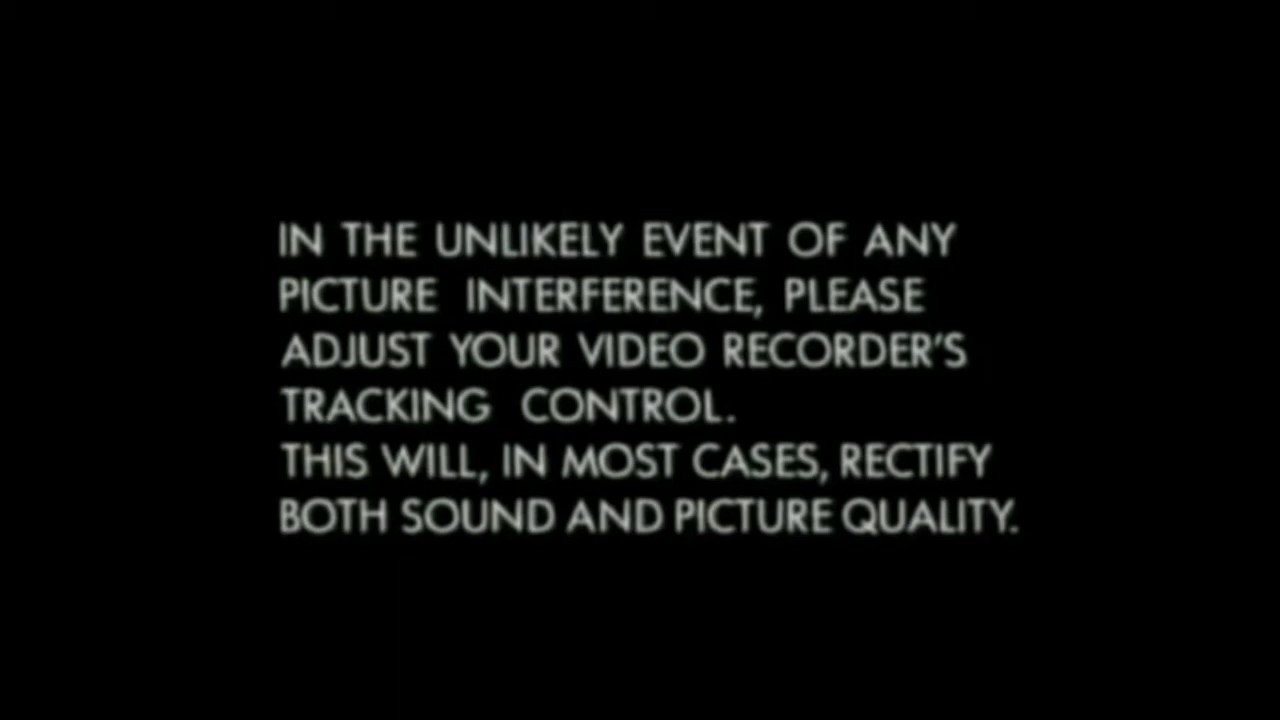 IN THE UNLIKELY EVENT OF ANY
PICTURE INTERFERENCE, PLEASE
ADJUST YOUR VIDEO RECORDER'S
TRACKING CONTROL.
THIS WILL, IN MOST CASES, RECTIFY
BOTH SOUND AND PICTURE QUALITY.